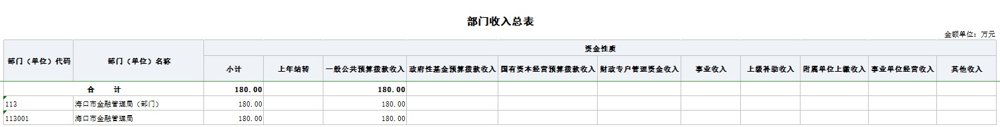 部门收入总表
金额单位：万元
部门（单位）代码 部门（单位）名称 资金性质
小计 上年结转 一般公共预算拨款收入 政府性基金预算拨款收入 国有资本经营预算拨款收入 财政专户管理资金收入 事业收入 上级补助收入 附属单位上缴收入 事业单位经营收入 其他收入
合 计 180.00 180.00
113 海口市金融管理局（部门） 180.00 180.00
113001 海口市金融管理局 180.00 180.00